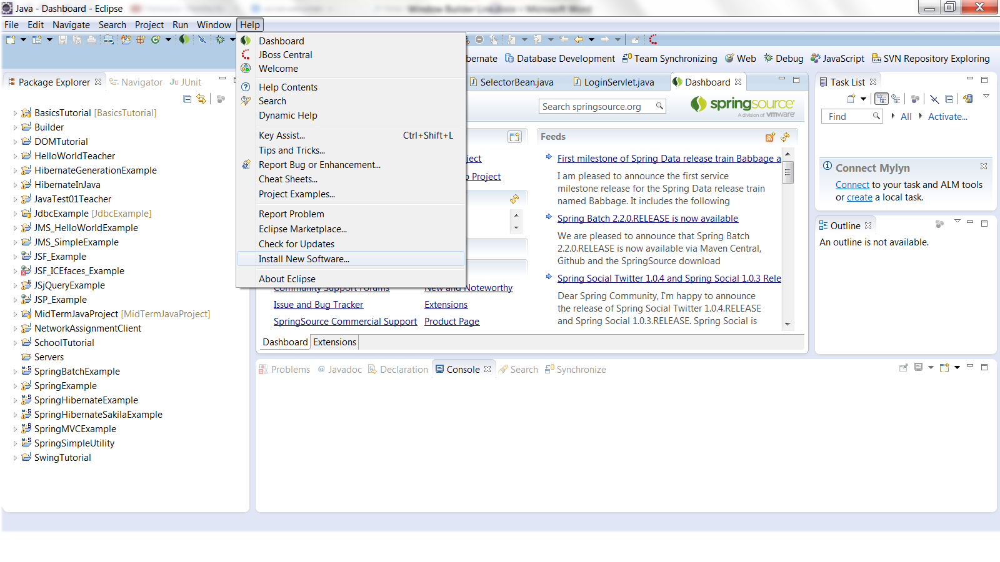 Java - Dashboard - Eclipse
File Edit Navigate Search Project Run Window Help
Dashboard
JBoss Central
Welcome
Help Contents
Search
Dynamic Help
Key Assist... Ctrl+Shift+L
Tips and Tricks...
Report Bug or Enhancement...
Cheat Sheets...
Project Examples...
Report Problem
Eclipse Marketplace...
Check for Updates
Install New Software...
About Eclipse
bernate Database Development Team Synchronizing Web Debug JavaScript SVN Repository Exploring
Package Explorer Navigator JUnit
BasicsTutorial [BasicsTutorial]
Builder
DOMTutorial
HelloWorldTeacher
HibernateGenerationExample
HibernateInJava
JavaTest01Teacher
JdbcExample [JdbcExample]
JMS_HelloWorldExample
JMS_SimpleExample
JSF_Example
JSF_ICEfaces_Example
JSjQueryExample
JSP_Example
MidTermJavaProject [MidTermJavaProject]
NetworkAssignmentClient
SchoolTutorial
Servers
SpringBatchExample
SpringExample
SpringHibernateExample
SpringHibernateSakilaExample
SpringMVCExample
SpringSimpleUtility
SwingTutorial
SelectorBean.java LoginServlet.java Dashboard
Search springsource.org
springsource
A division of vmware
ject
Project
Community Support Forums New and Noteworthy
Issue and Bug Tracker Extensions
SpringSource Commercial Support Product Page
Feeds
First milestone of Spring Data release train Babbage a
I am pleased to announce the first service
milestone release for the Spring Data release train
named Babbage. It includes the following
Spring Batch 2.2.0.RELEASE is now available
We are pleased to announce that Spring Batch
2.2.0.RELEASE is now available via Maven Central,
Github and the SpringSource download
Spring Social Twitter 1.0.4 and Spring Social 1.0.3 Rele
Dear Spring Community, I'm happy to announce
the release of Spring Social Twitter 1.0.4.RELEASE
and Spring Social 1.0.3.RELEASE. Spring Social is
Dashboard Extensions
Task List
Find All Activate...
Connect Mylyn
Connect to your task and ALM tools
or create a local task.
Outline
An outline is not available.
Problems Javadoc Declaration Console Search Synchronize